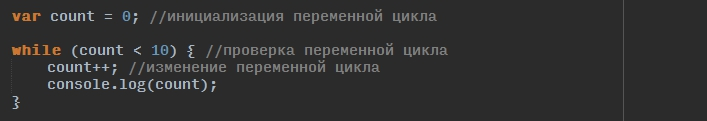 var count = 0; //инициализация переменной цикла
while (count < 10) { //проверка переменной цикла
count++; //изменение переменной цикла
console.log(count);
}